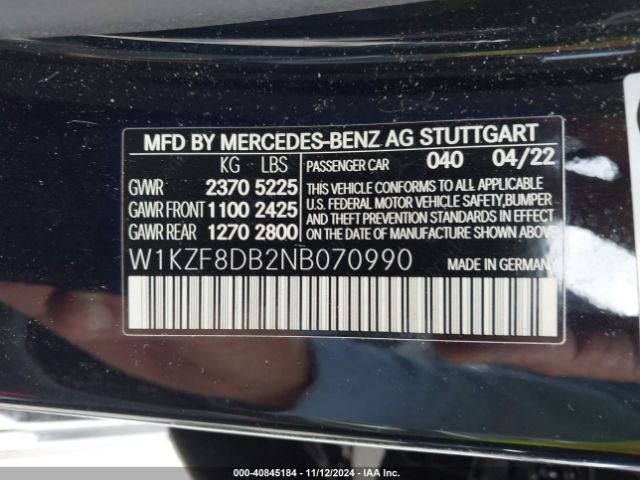 MFD BY MERCEDES-BENZ AG STUTTGART
KG LBS PASSENGER CAR 040 04/22
GVWR 2370 5225
GAWR FRONT 1100 2425
GAWR REAR 1270 2800
THIS VEHICLE CONFORMS TO ALL APPLICABLE
U.S. FEDERAL MOTOR VEHICLE SAFETY, BUMPER
AND THEFT PREVENTION STANDARDS IN EFFECT
ON THE DATE OF MANUFACTURE SHOWN ABOVE.
W1KZF8DB2NB070990 MADE IN GERMANY
000-40845184 - 11/12/2024 - IAA Inc.